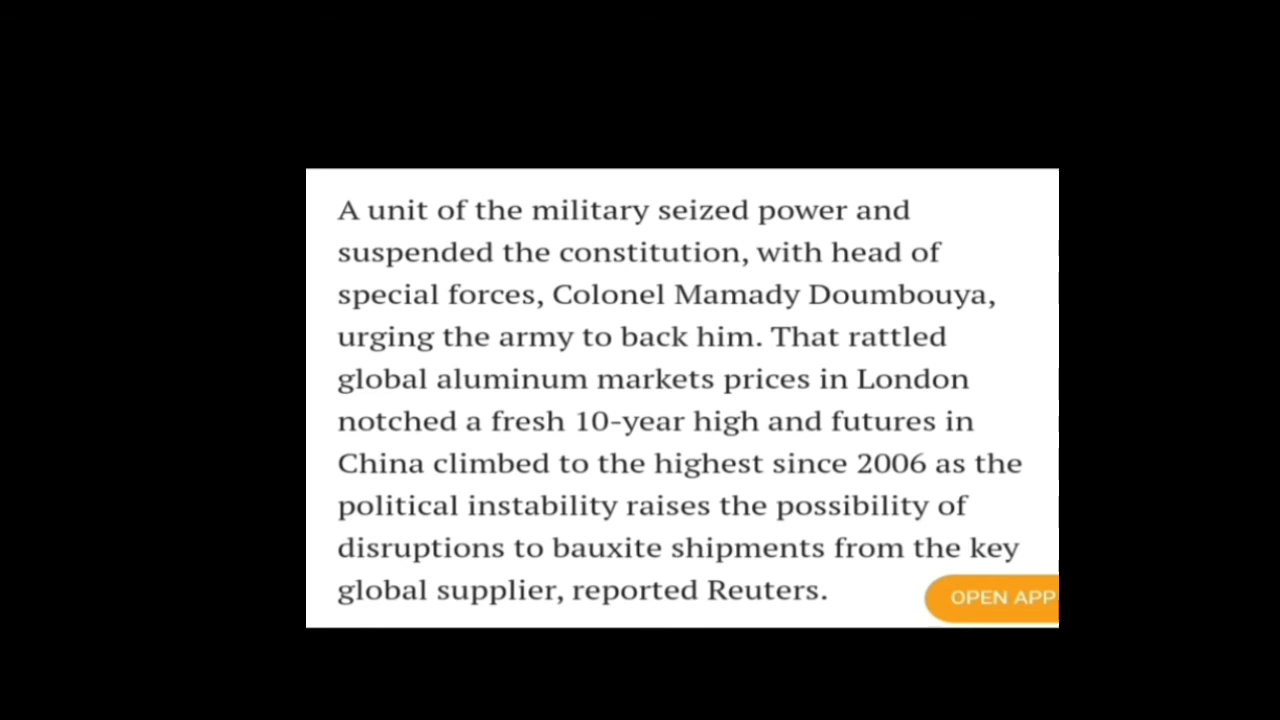 A unit of the military seized power and
suspended the constitution, with head of
special forces, Colonel Mamady Doumbouya,
urging the army to back him. That rattled
global aluminum markets prices in London
notched a fresh 10-year high and futures in
China climbed to the highest since 2006 as the
political instability raises the possibility of
disruptions to bauxite shipments from the key
global supplier, reported Reuters.
OPEN APP